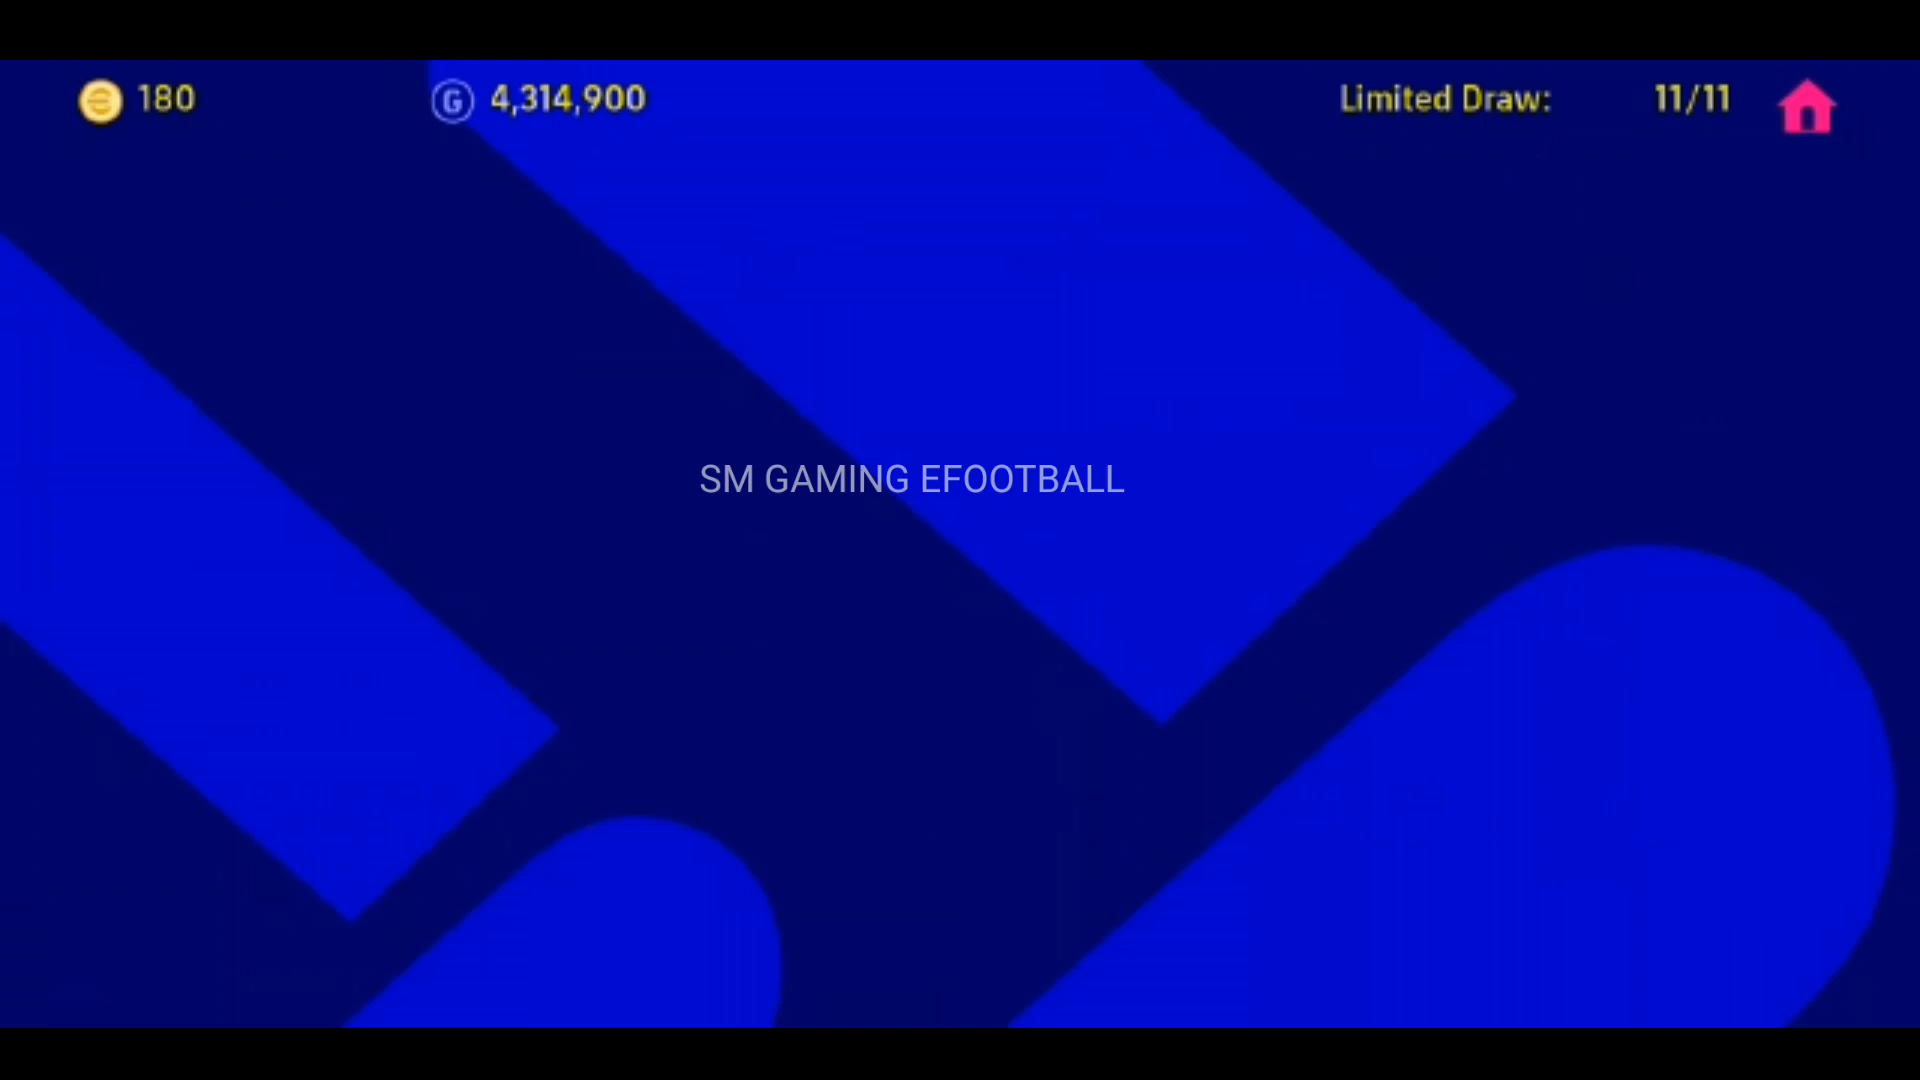 180
G 4,314,900
Limited Draw: 11/11
SM GAMING EFOOTBALL